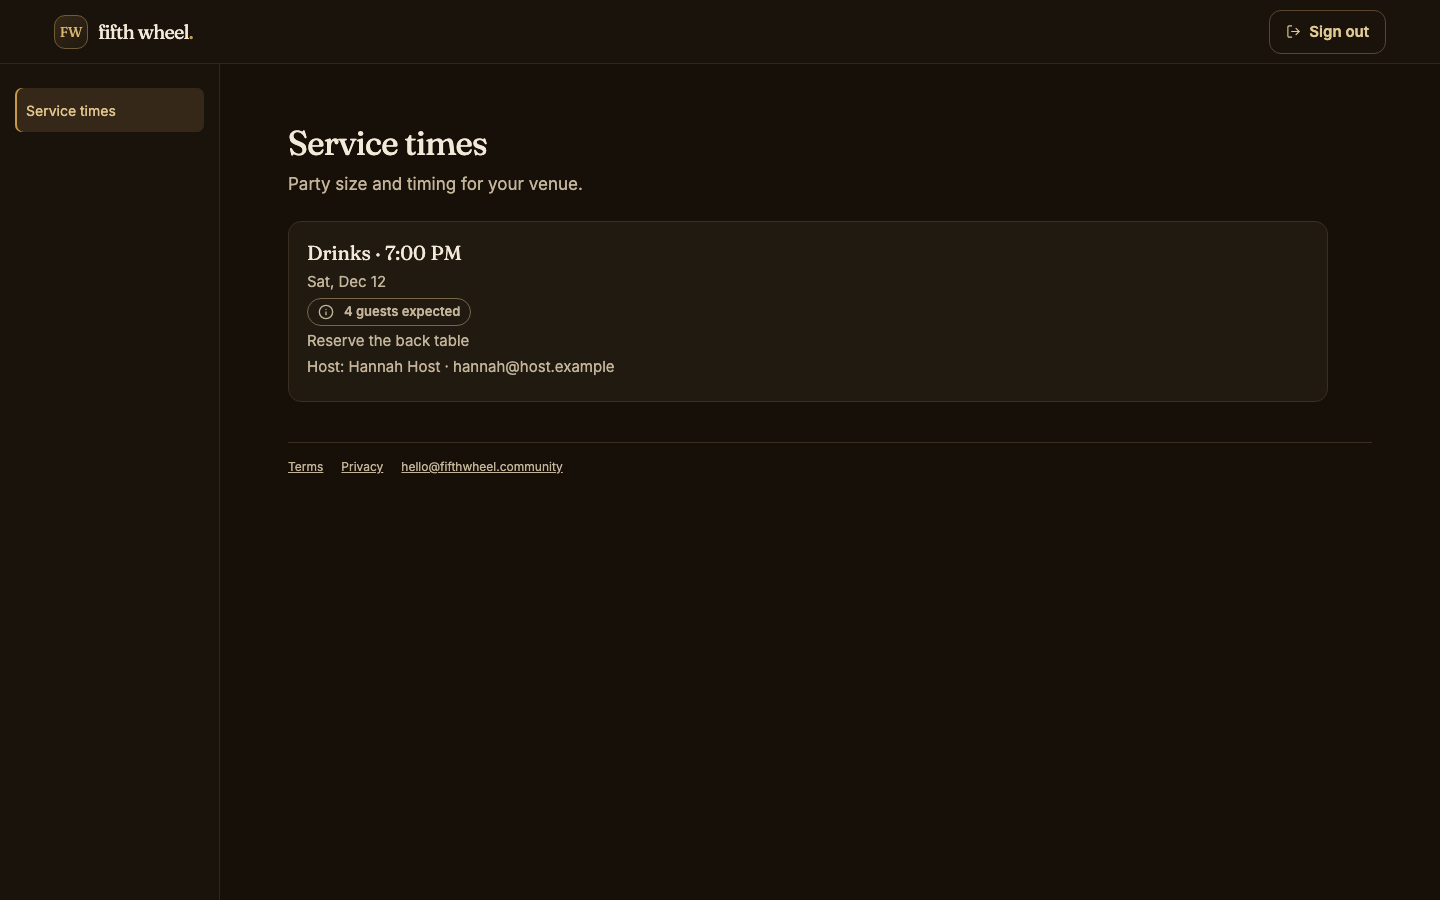 FW fifth wheel.
Sign out
Service times
Service times
Party size and timing for your venue.
Drinks · 7:00 PM
Sat, Dec 12
4 guests expected
Reserve the back table
Host: Hannah Host · hannah@host.example
Terms Privacy hello@fifthwheel.community